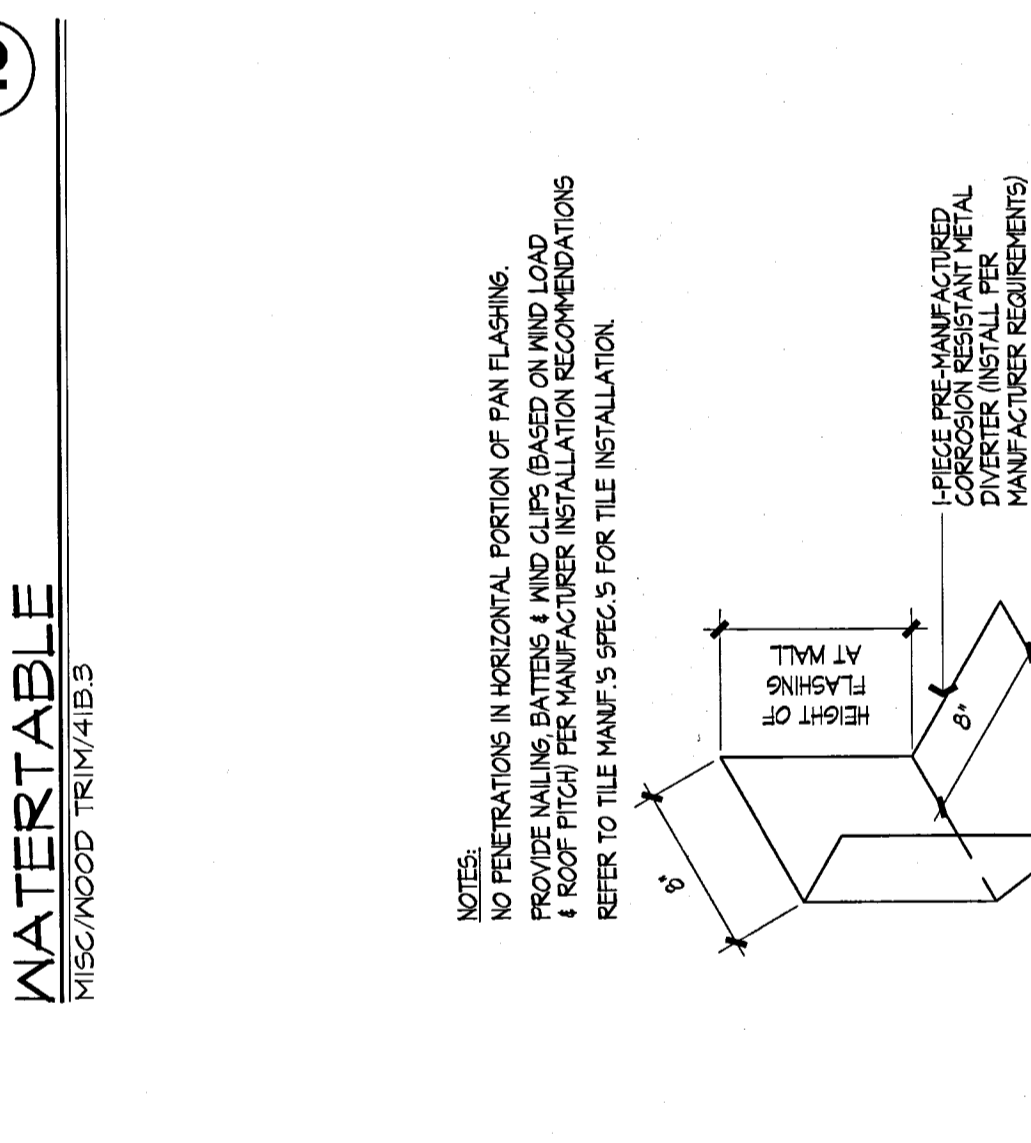 WATERTABLE
MISC/WOOD TRIM/41B.3
NOTES:
NO PENETRATIONS IN HORIZONTAL PORTION OF PAN FLASHING.
PROVIDE NAILING, BATTENS & WIND CLIPS (BASED ON WIND LOAD
& ROOF PITCH) PER MANUFACTURER INSTALLATION RECOMMENDATIONS
REFER TO TILE MANUF.'S SPEC.'S FOR TILE INSTALLATION.
8"
HEIGHT OF
FLASHING
AT WALL
8"
1-PIECE PRE-MANUFACTURED
CORROSION RESISTANT METAL
DIVERTER (INSTALL PER
MANUFACTURER REQUIREMENTS)